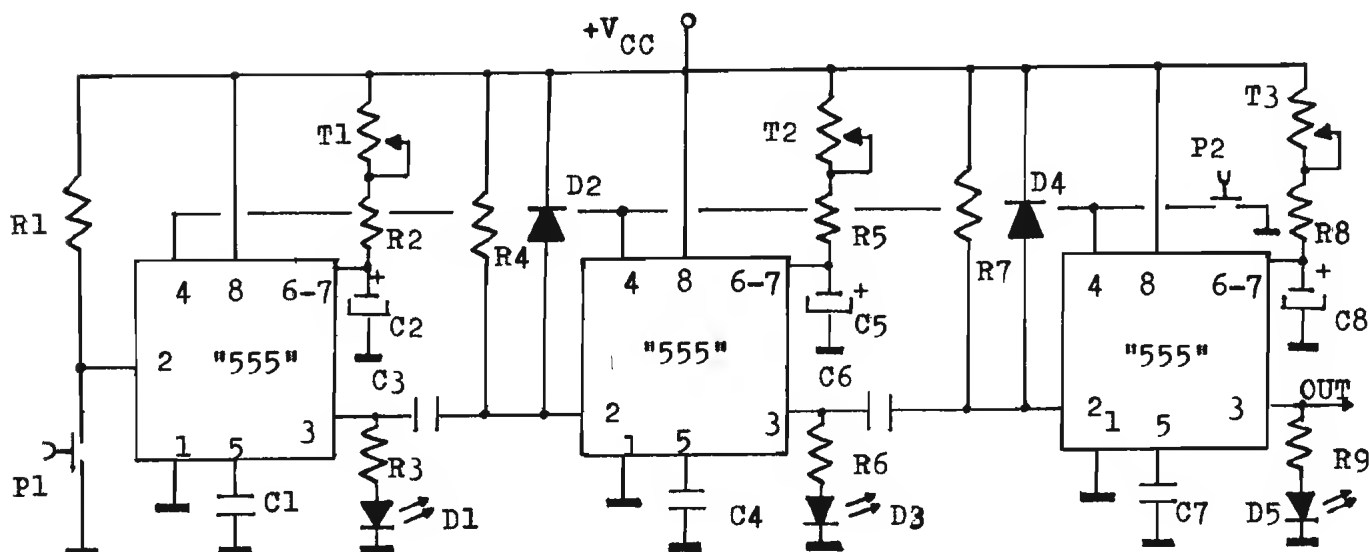 +VCC
T1
T2
T3
P2
D2
D4
R1
R2
R4
R5
R7
R8
4 8 6-7
4 8 6-7
4 8 6-7
+
C2
+
C5
+
C8
2 "555"
"555"
"555"
C3
C6
OUT
3
2
3
2
3
1 5
1 5
1 5
R3
R6
R9
P1
C1
D1
C4
D3
C7
D5